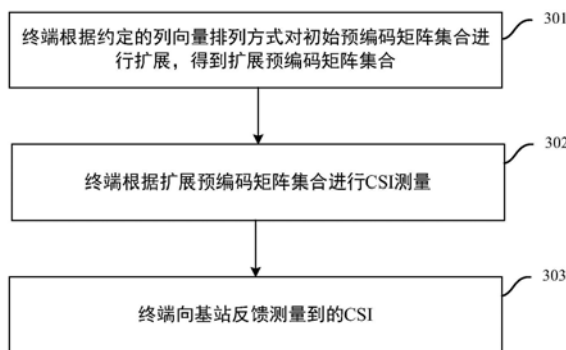 301
终端根据约定的列向量排列方式对初始预编码矩阵集合进
行扩展，得到扩展预编码矩阵集合
302
终端根据扩展预编码矩阵集合进行CSI测量
303
终端向基站反馈测量到的CSI